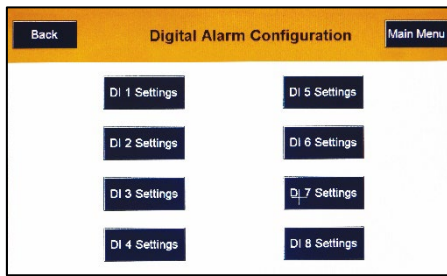 Back Digital Alarm Configuration Main Menu
DI 1 Settings DI 5 Settings
DI 2 Settings DI 6 Settings
DI 3 Settings DI 7 Settings
DI 4 Settings DI 8 Settings